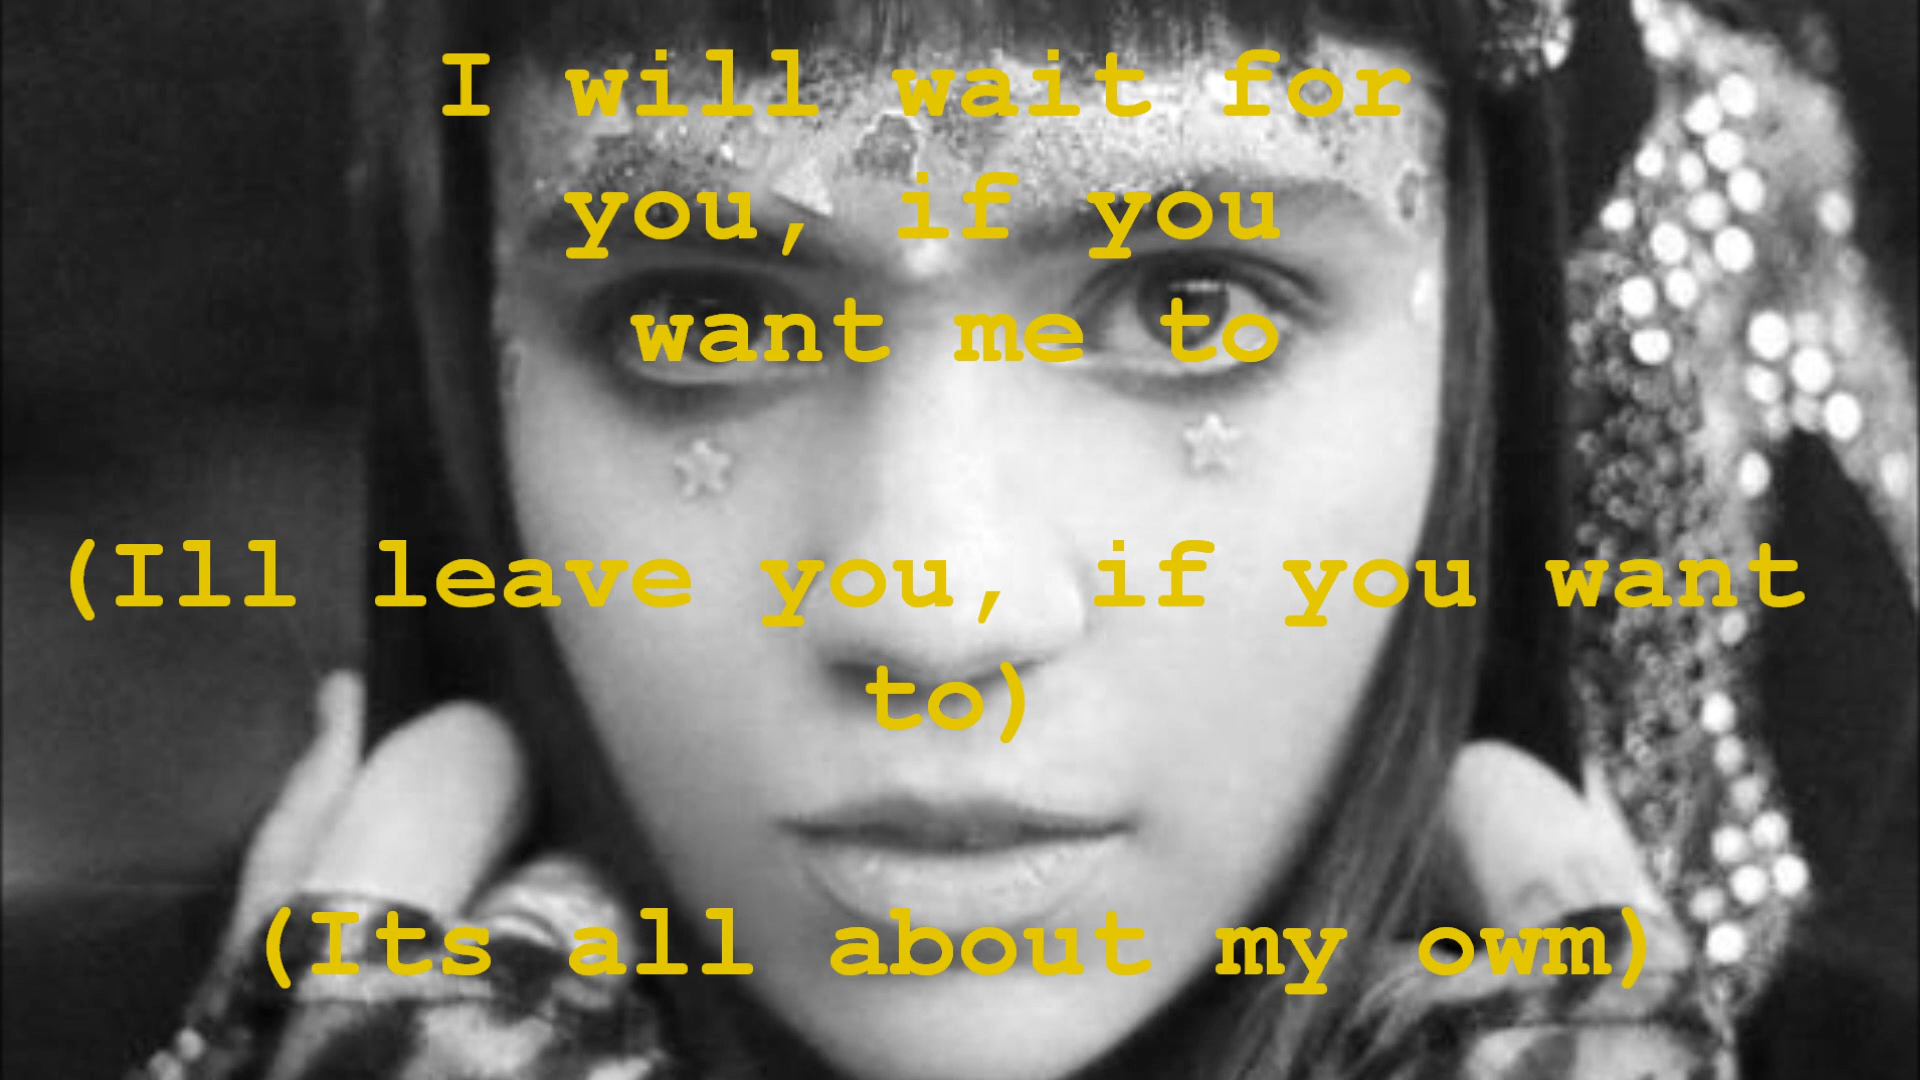 I will wait for
you, if you
want me to
(Ill leave you, if you want
to)
(Its all about my owm)